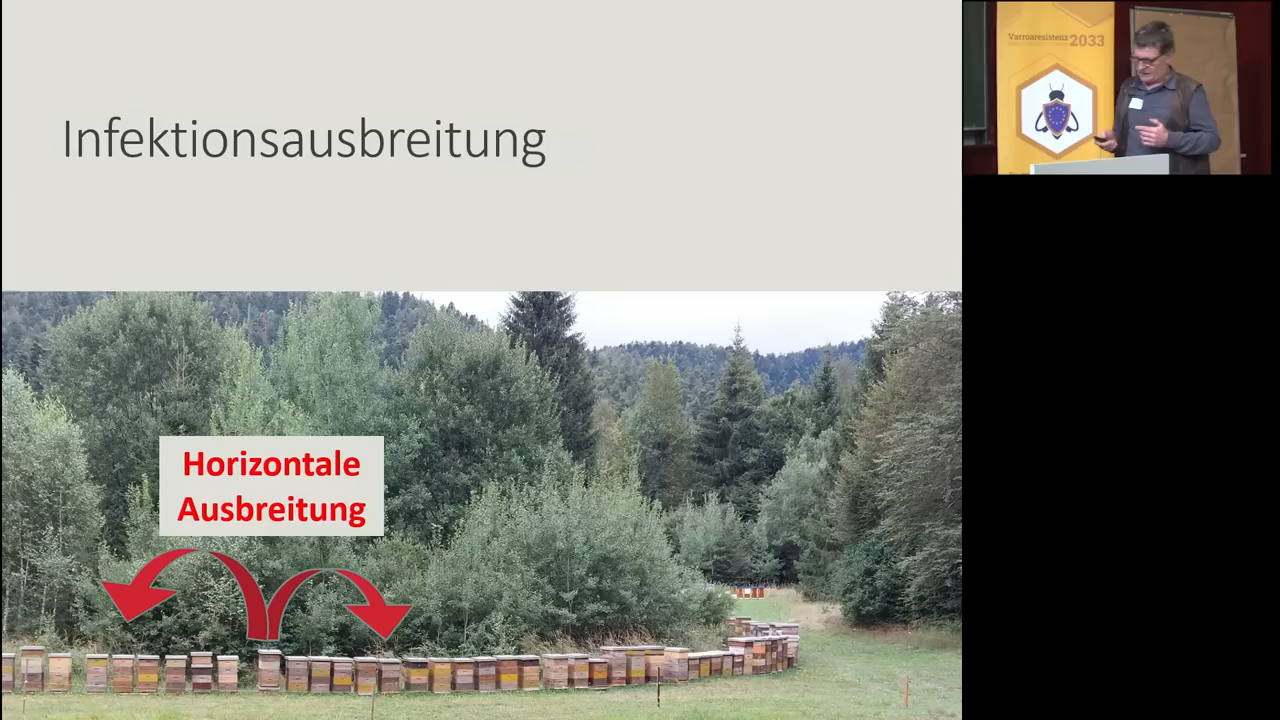 Infektionsausbreitung
Horizontale
Ausbreitung
Varroaresistenz 2033